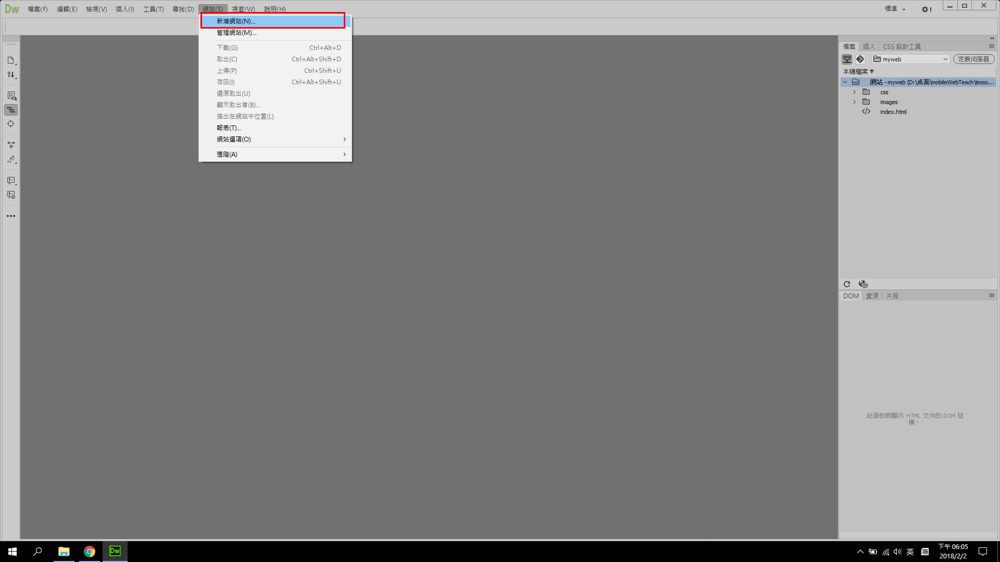 Dw 檔案(F) 編輯(E) 檢視(V) 插入(I) 工具(T) 尋找(D) 網站(S) 視窗(W) 說明(H) 標準
新增網站(N)...
管理網站(M)...
下載(G) Ctrl+Alt+D
取出(C) Ctrl+Alt+Shift+D
上傳(P) Ctrl+Shift+U
存回(I) Ctrl+Alt+Shift+U
還原取出(U)
顯示取出者(B)...
指出在網站中位置(L)
報表(T)...
網站選項(O)
進階(A)
檔案 插入 CSS 設計工具
myweb 定義伺服器
本機檔案
網站 - myweb (D:\桌面\mobileWebTeach\lesso...
css
images
index.html
DOM 資源 片段
此面板將顯示 HTML 文件的 DOM 結
構。
Dw 英 下午 06:05
2018/2/2